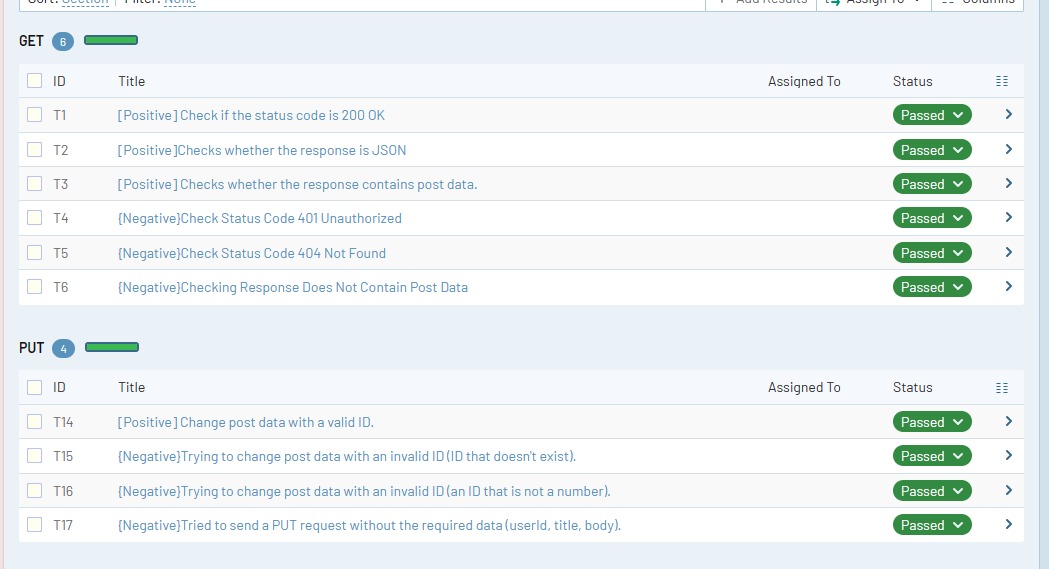 Sort: Section Filter: None
+ Add Results Assign To Columns
GET 6
ID Title Assigned To Status
T1 [Positive] Check if the status code is 200 OK Passed
T2 [Positive]Checks whether the response is JSON Passed
T3 [Positive] Checks whether the response contains post data. Passed
T4 {Negative}Check Status Code 401 Unauthorized Passed
T5 {Negative}Check Status Code 404 Not Found Passed
T6 {Negative}Checking Response Does Not Contain Post Data Passed
PUT 4
ID Title Assigned To Status
T14 [Positive] Change post data with a valid ID. Passed
T15 {Negative}Trying to change post data with an invalid ID (ID that doesn't exist). Passed
T16 {Negative}Trying to change post data with an invalid ID (an ID that is not a number). Passed
T17 {Negative}Tried to send a PUT request without the required data (userId, title, body). Passed